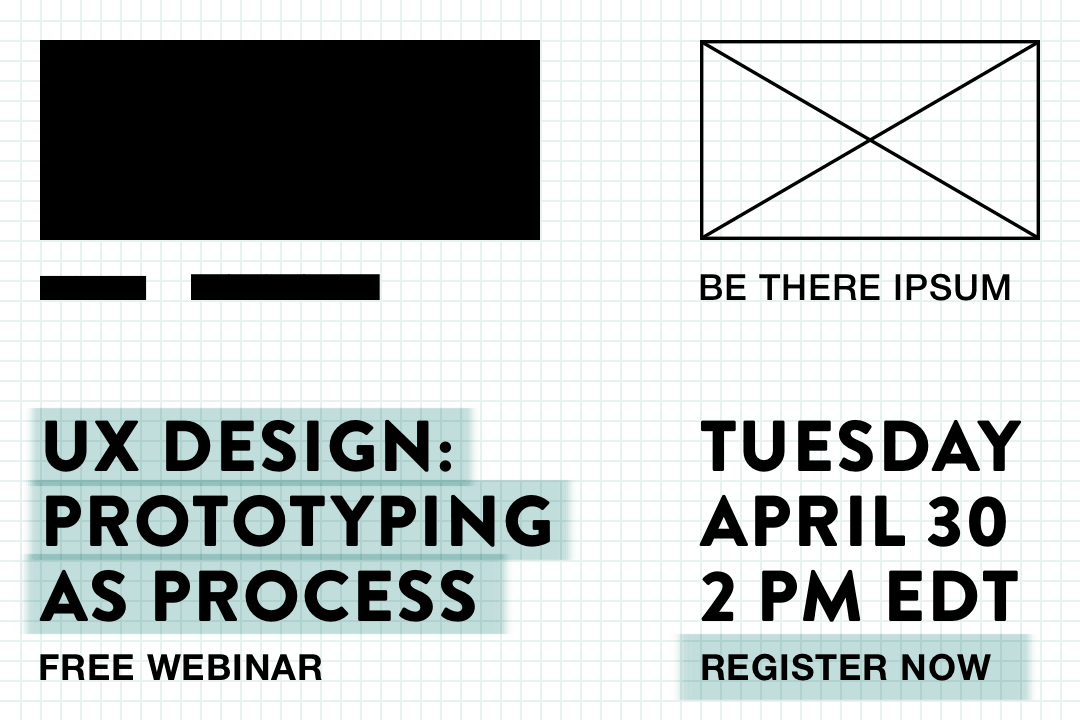 BE THERE IPSUM
UX DESIGN:
PROTOTYPING
AS PROCESS
FREE WEBINAR
TUESDAY
APRIL 30
2 PM EDT
REGISTER NOW